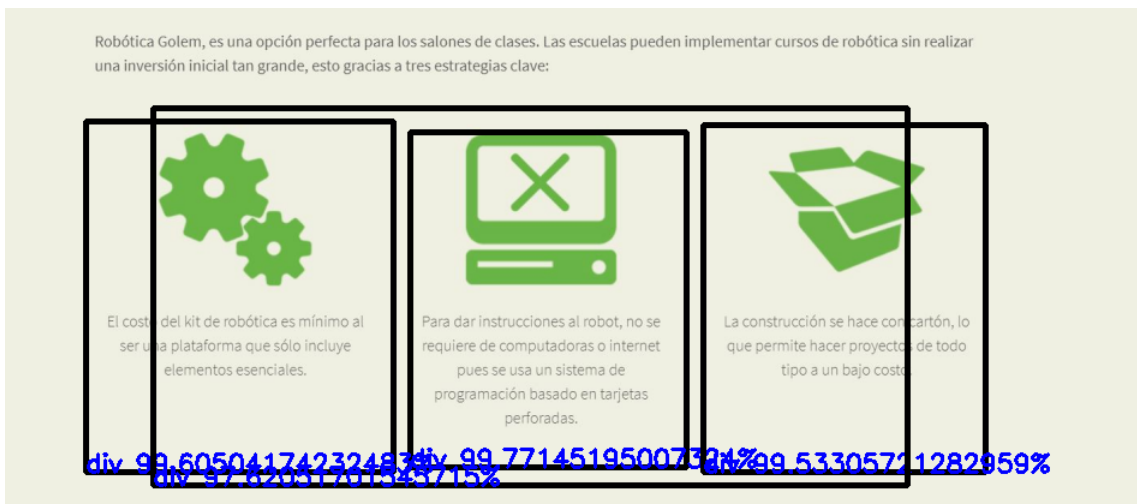 Robótica Golem, es una opción perfecta para los salones de clases. Las escuelas pueden implementar cursos de robótica sin realizar
una inversión inicial tan grande, esto gracias a tres estrategias clave:
El costo del kit de robótica es mínimo al
ser una plataforma que sólo incluye
elementos esenciales.
Para dar instrucciones al robot, no se
requiere de computadoras o internet
pues se usa un sistema de
programación basado en tarjetas
perforadas.
La construcción se hace con cartón, lo
que permite hacer proyectos de todo
tipo a un bajo costo.
div
div
div
div